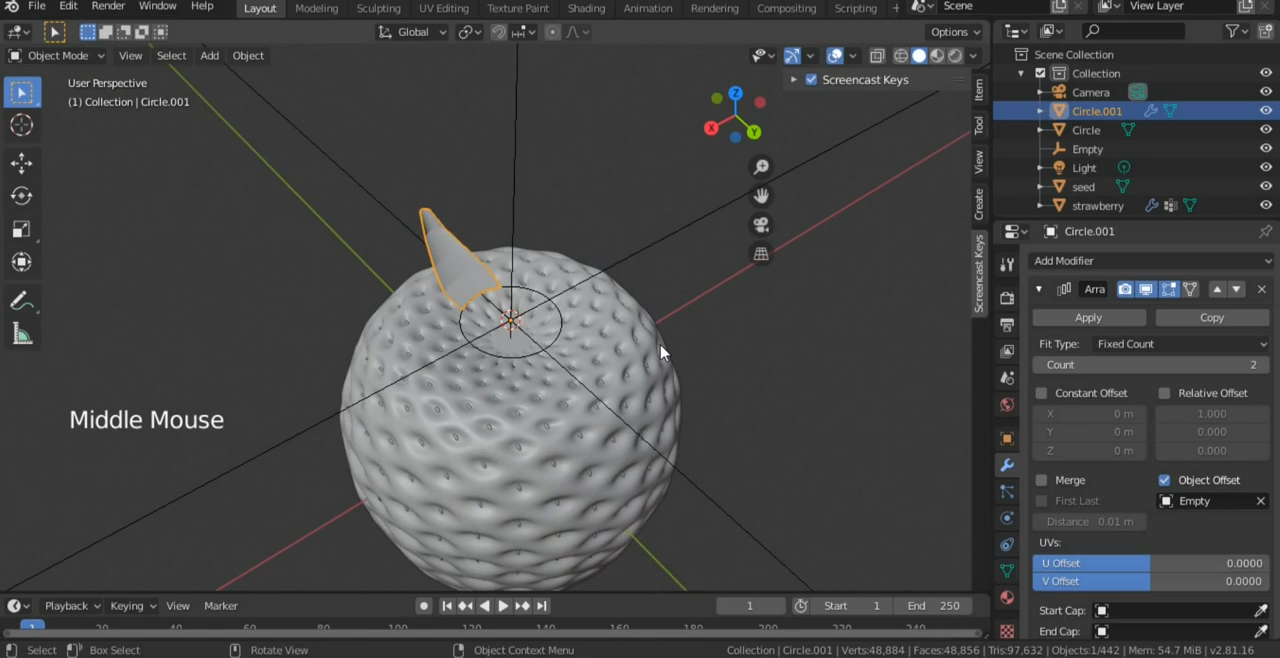 File Edit Render Window Help Layout Modeling Sculpting UV Editing Texture Paint Shading Animation Rendering Compositing Scripting + Scene View Layer
Global Options
Object Mode View Select Add Object
User Perspective
(1) Collection | Circle.001
Screencast Keys
Z
X
Y
Item
Tool
View
Create
Screencast Keys
Middle Mouse
Scene Collection
Collection
Camera
Circle.001
Circle
Empty
Light
seed
strawberry
Circle.001
Add Modifier
Arra
Apply Copy
Fit Type: Fixed Count
Count 2
Constant Offset Relative Offset
X 0 m 1.000
Y 0 m 0.000
Z 0 m 0.000
Merge Object Offset
First Last Empty
Distance 0.01 m
UVs:
U Offset 0.0000
V Offset 0.0000
Start Cap:
End Cap:
Playback Keying View Marker 1 Start 1 End 250
1 20 40 60 80 100 120 140 160 180 200 220 240
Select Box Select Rotate View Object Context Menu Collection | Circle.001 | Verts:48,884 | Faces:48,856 | Tris:97,632 | Objects:1/442 | Mem: 54.7 MiB | v2.81.16